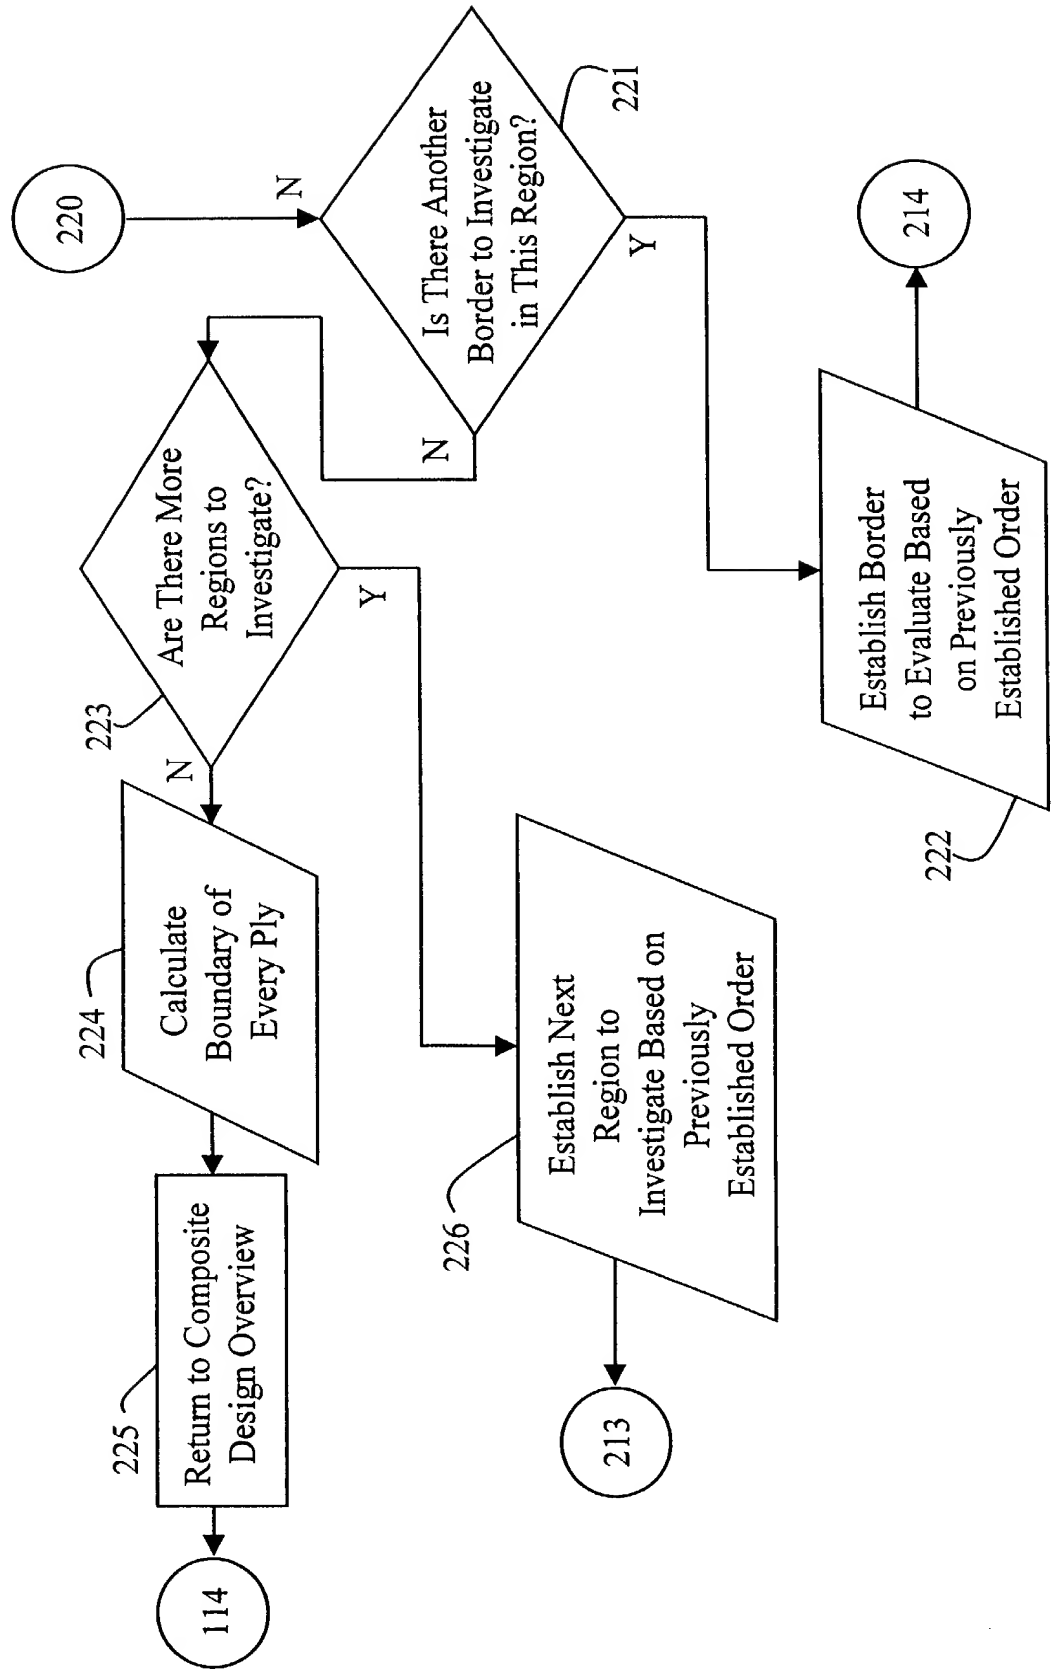 220
N
Is There Another
Border to Investigate
in This Region?
221
Y
N
Are There More
Regions to
Investigate?
223
N
Y
Establish Border
to Evaluate Based
on Previously
Established Order
222
214
Calculate
Boundary of
Every Ply
224
Establish Next
Region to
Investigate Based on
Previously
Established Order
226
213
Return to Composite
Design Overview
225
114